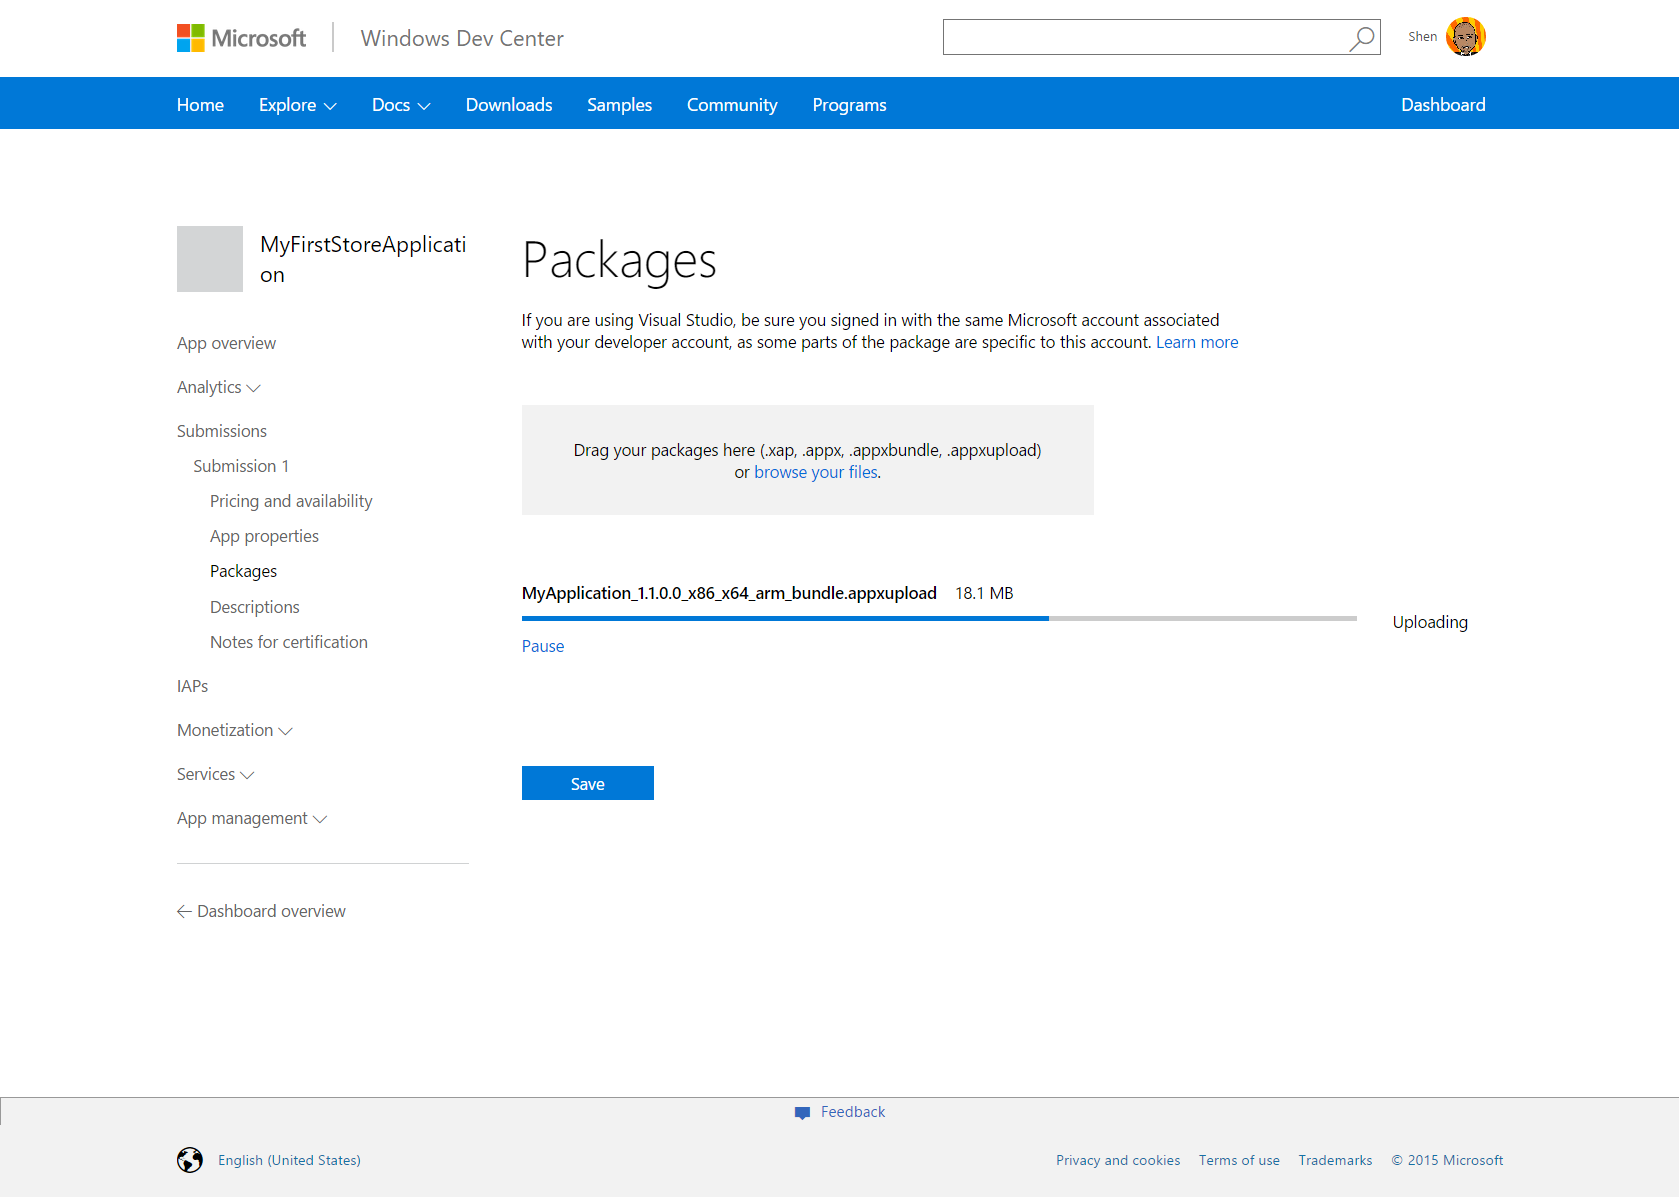 Microsoft
Windows Dev Center
Shen
Home
Explore
Docs
Downloads
Samples
Community
Programs
Dashboard
MyFirstStoreApplicati
on
App overview
Analytics
Submissions
Submission 1
Pricing and availability
App properties
Packages
Descriptions
Notes for certification
IAPs
Monetization
Services
App management
Dashboard overview
Packages
If you are using Visual Studio, be sure you signed in with the same Microsoft account associated
with your developer account, as some parts of the package are specific to this account. Learn more
Drag your packages here (.xap, .appx, .appxbundle, .appxupload)
or browse your files.
MyApplication_1.1.0.0_x86_x64_arm_bundle.appxupload 18.1 MB
Uploading
Pause
Save
Feedback
English (United States)
Privacy and cookies
Terms of use
Trademarks
© 2015 Microsoft